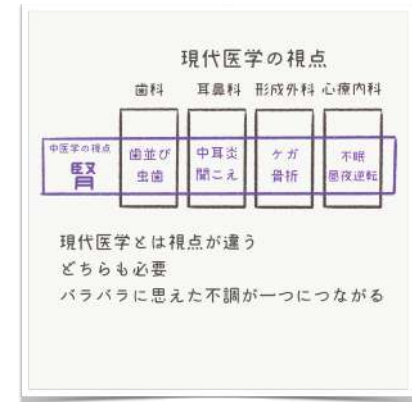 現代医学の視点
歯科 耳鼻科 形成外科 心療内科
中医学の視点
腎
歯並び
虫歯
中耳炎
聞こえ
ケガ
骨折
不眠
昼夜逆転
現代医学とは視点が違う
どちらも必要
バラバラに思えた不調が一つにつながる